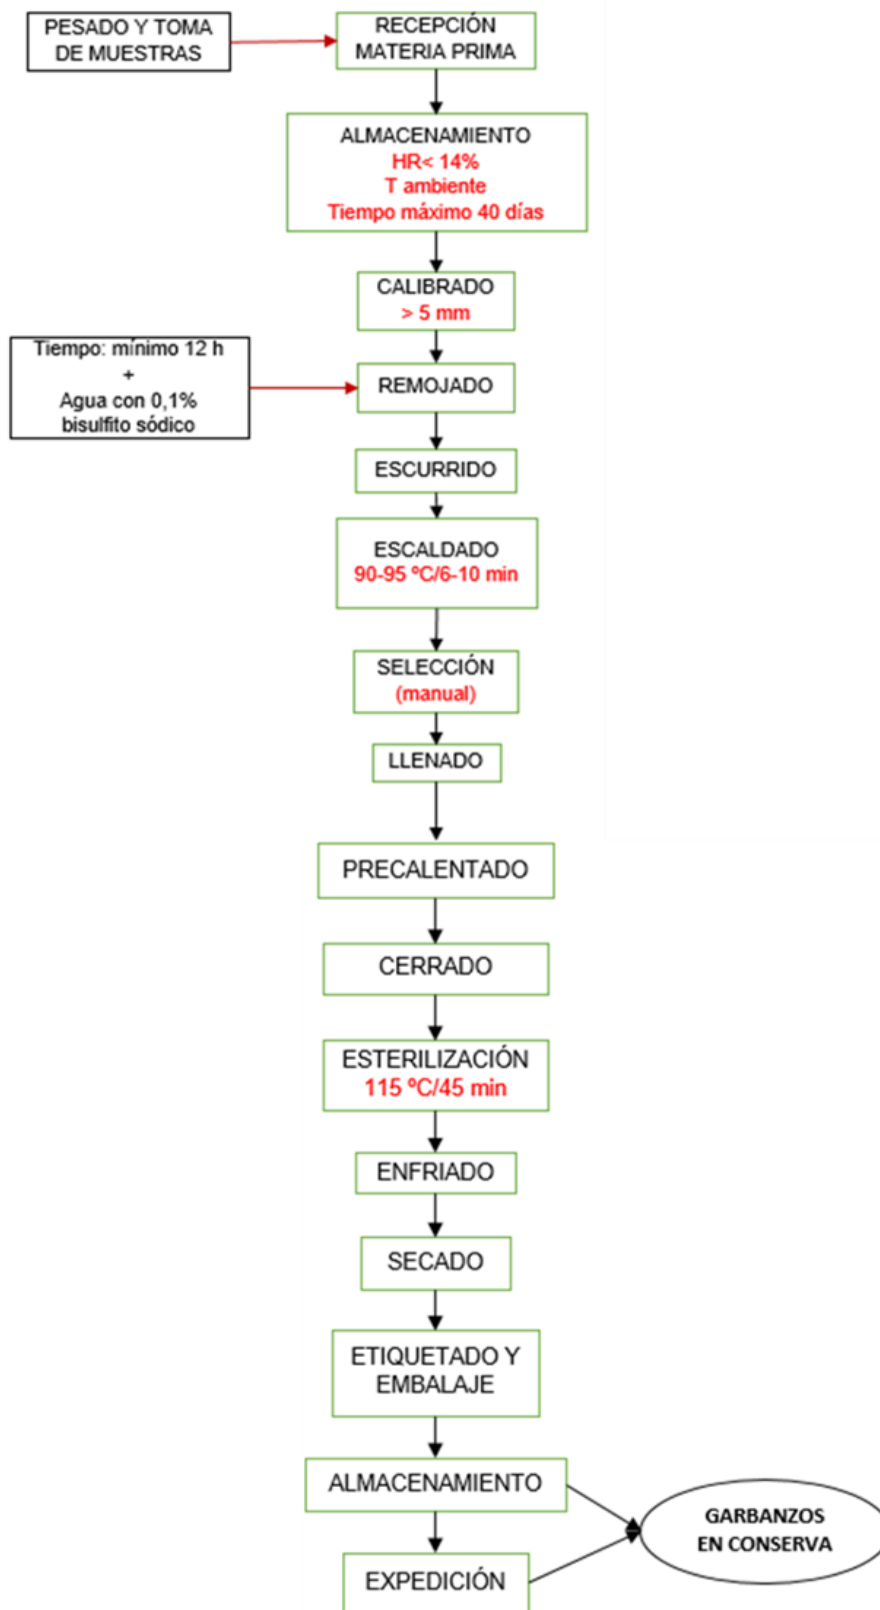 PESADO Y TOMA
DE MUESTRAS
RECEPCIÓN
MATERIA PRIMA
ALMACENAMIENTO
HR< 14%
T ambiente
Tiempo máximo 40 días
CALIBRADO
> 5 mm
Tiempo: mínimo 12 h
+
Agua con 0,1%
bisulfito sódico
REMOJADO
ESCURRIDO
ESCALDADO
90-95 ºC/6-10 min
SELECCIÓN
(manual)
LLENADO
PRECALENTADO
CERRADO
ESTERILIZACIÓN
115 ºC/45 min
ENFRIADO
SECADO
ETIQUETADO Y
EMBALAJE
ALMACENAMIENTO
GARBANZOS
EN CONSERVA
EXPEDICIÓN